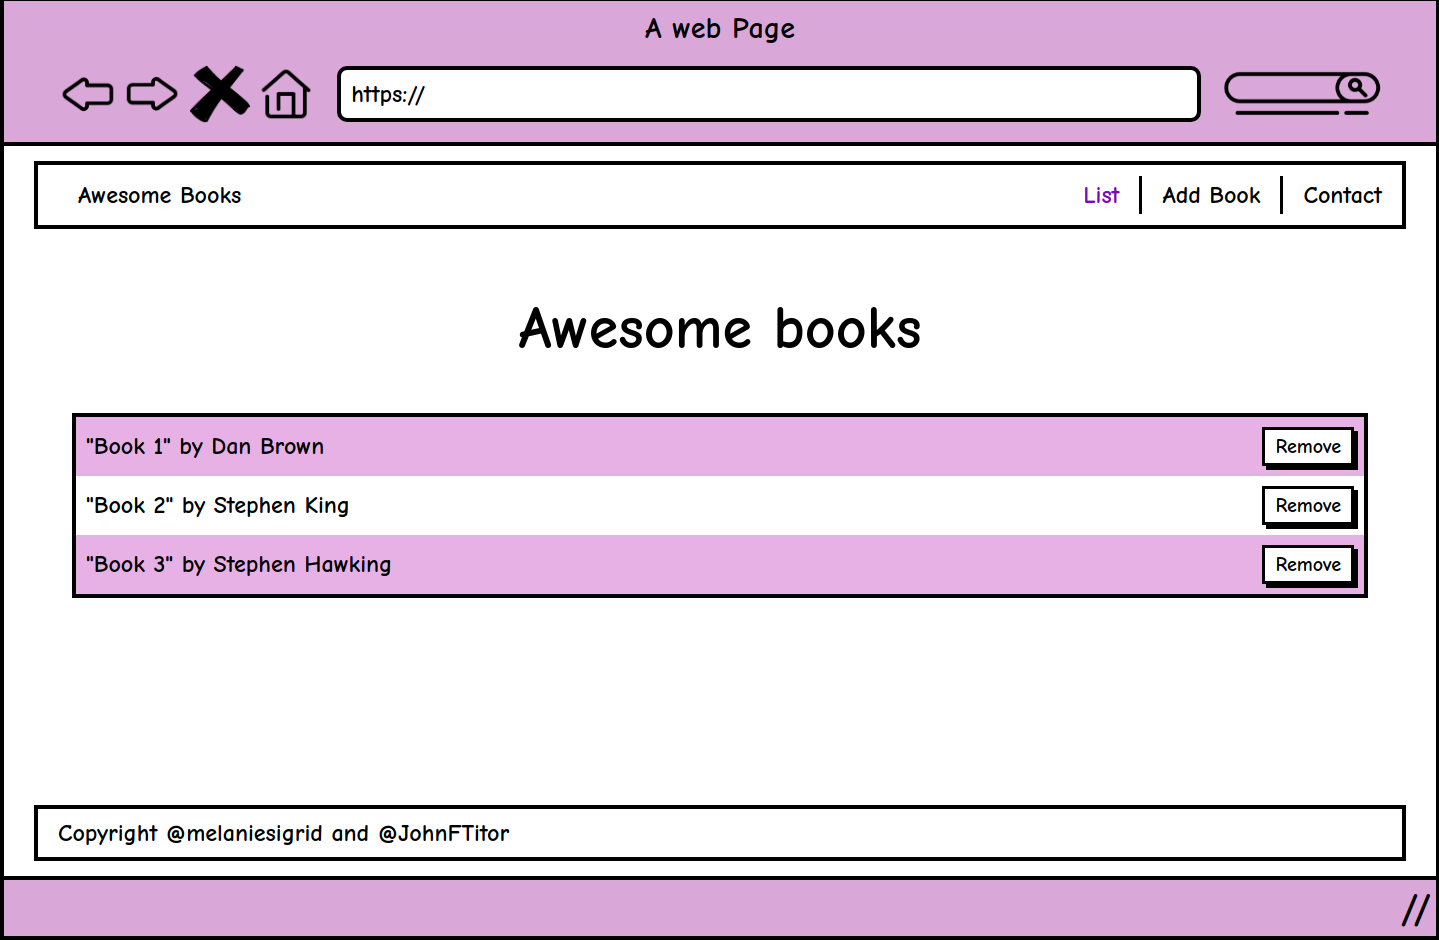 A web Page
https://
Awesome Books
List
Add Book
Contact
Awesome books
"Book 1" by Dan Brown
Remove
"Book 2" by Stephen King
Remove
"Book 3" by Stephen Hawking
Remove
Copyright @melaniesigrid and @JohnFTitor
//